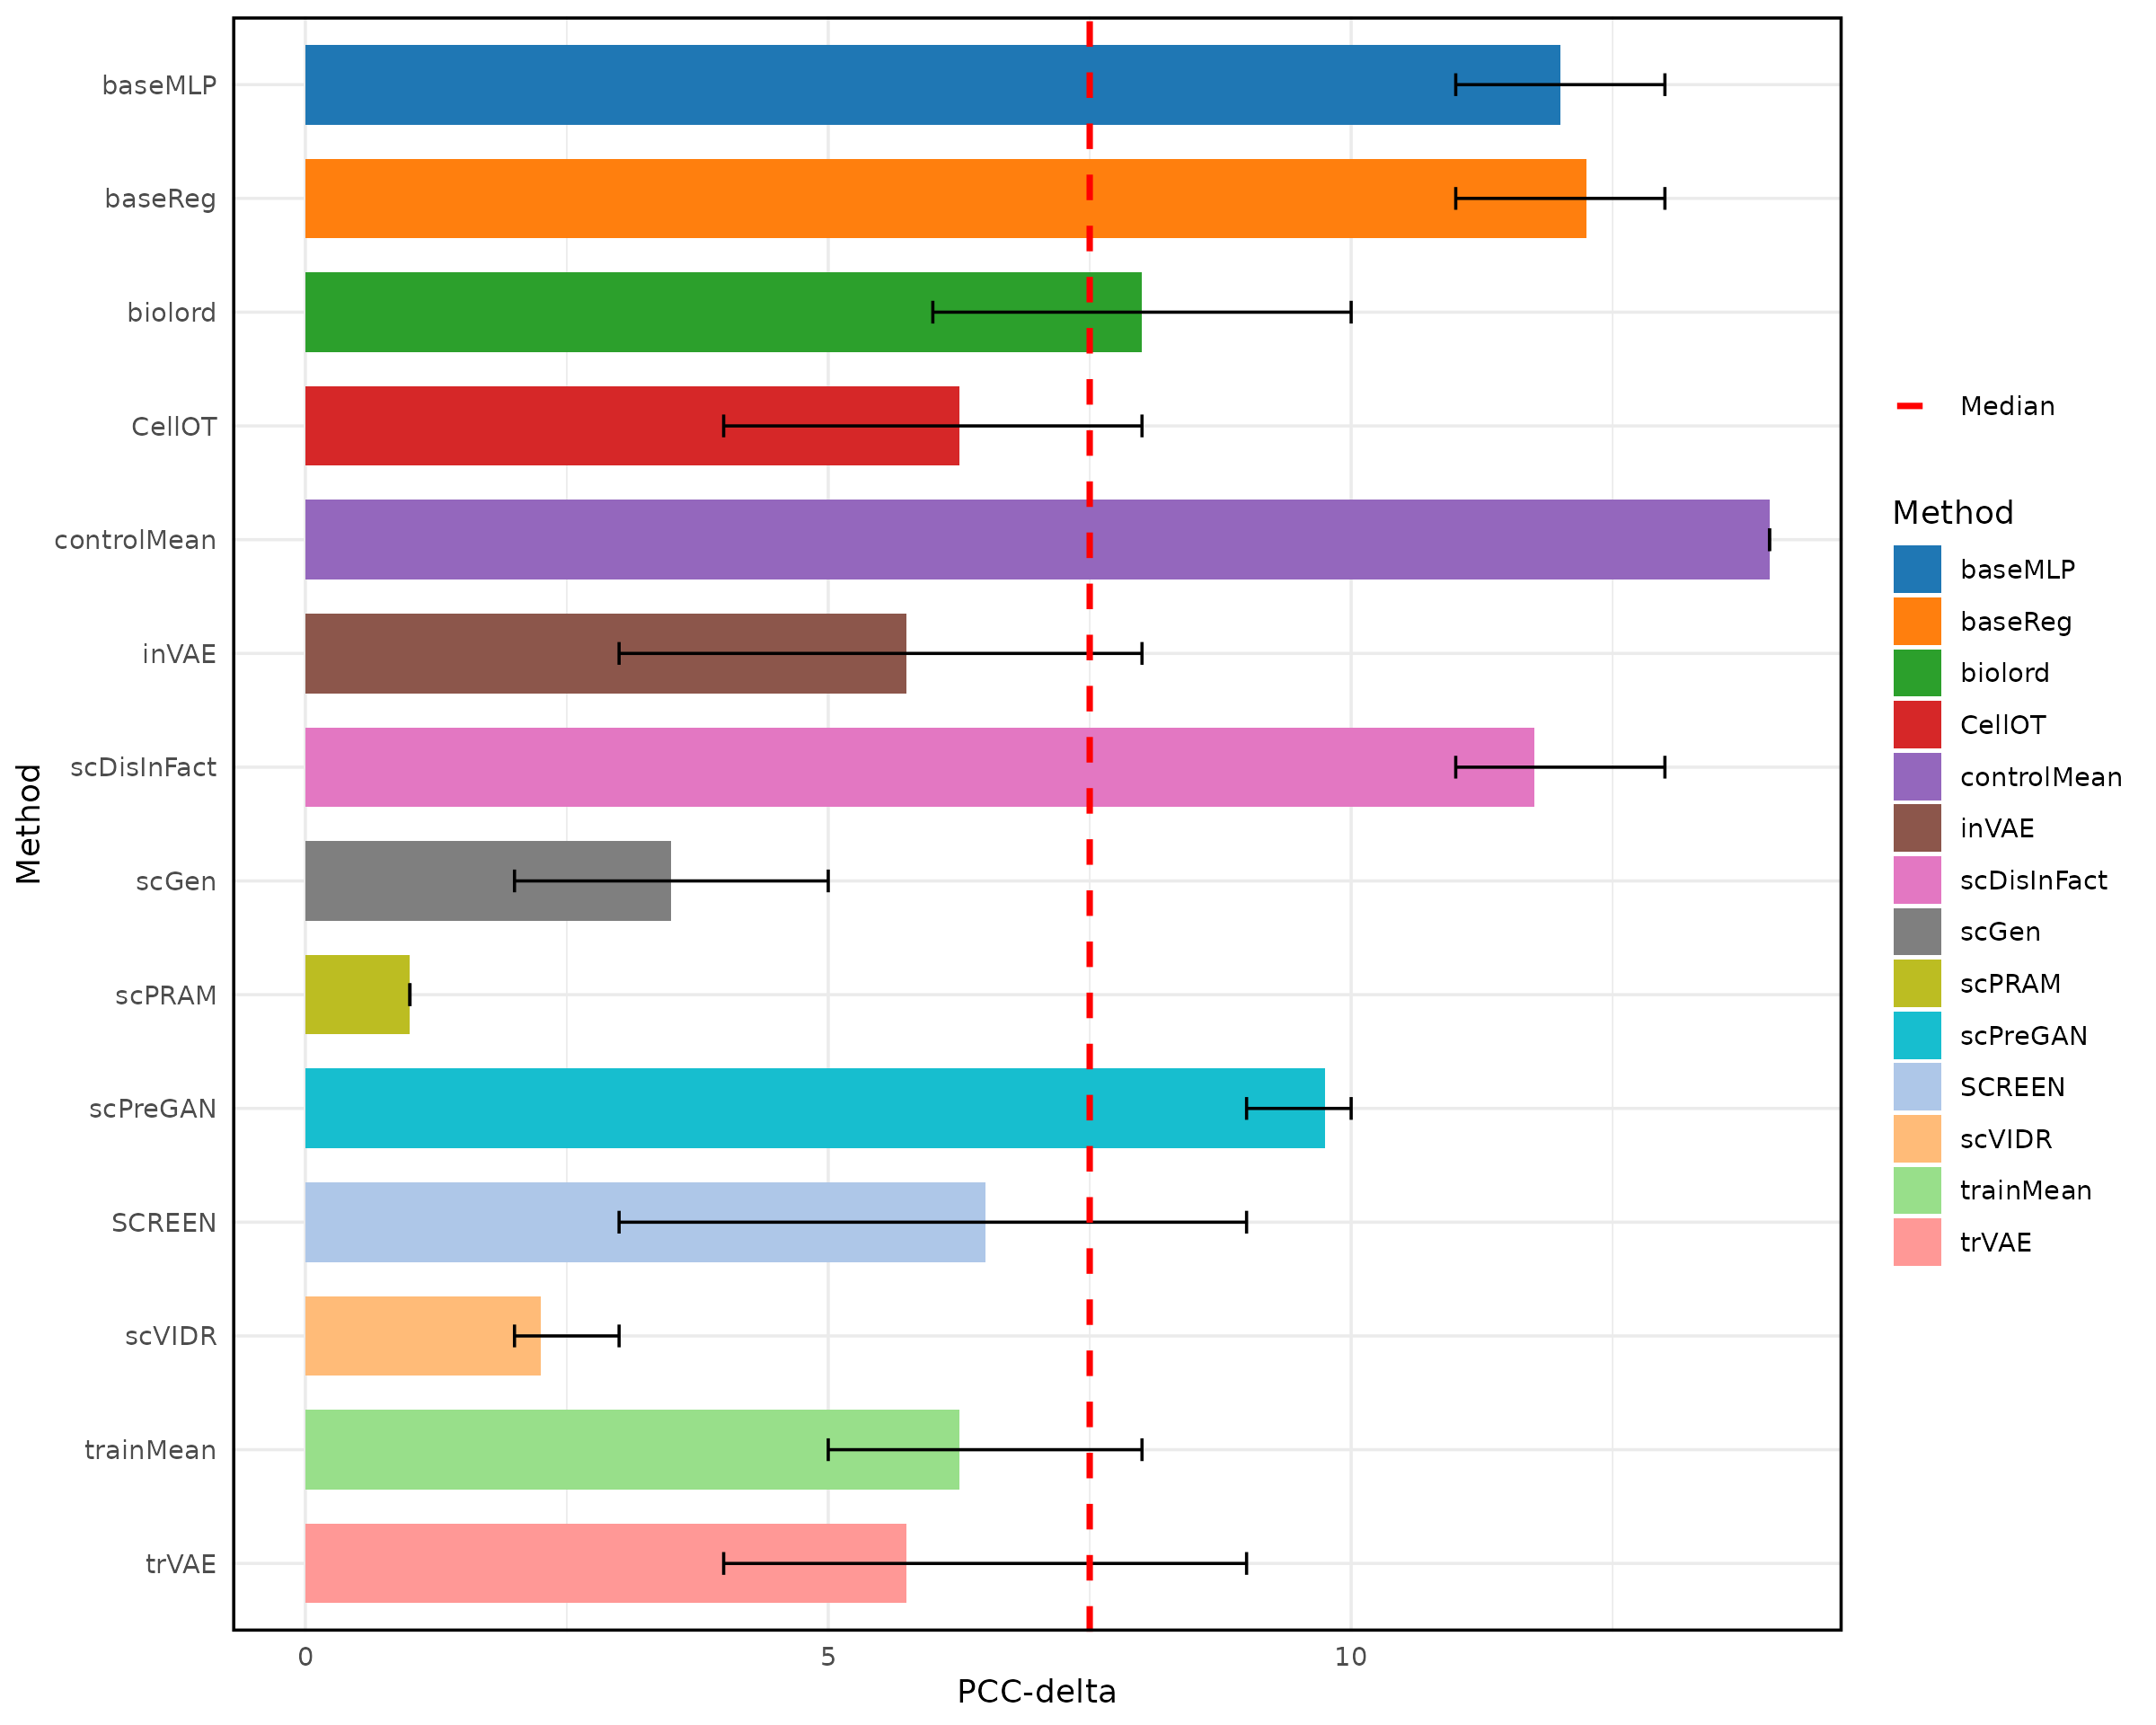 Method
baseMLP
baseReg
biolord
CellOT
controlMean
inVAE
scDisInFact
scGen
scPRAM
scPreGAN
SCREEN
scVIDR
trainMean
trVAE
0 5 10
PCC-delta
Median
Method
baseMLP
baseReg
biolord
CellOT
controlMean
inVAE
scDisInFact
scGen
scPRAM
scPreGAN
SCREEN
scVIDR
trainMean
trVAE